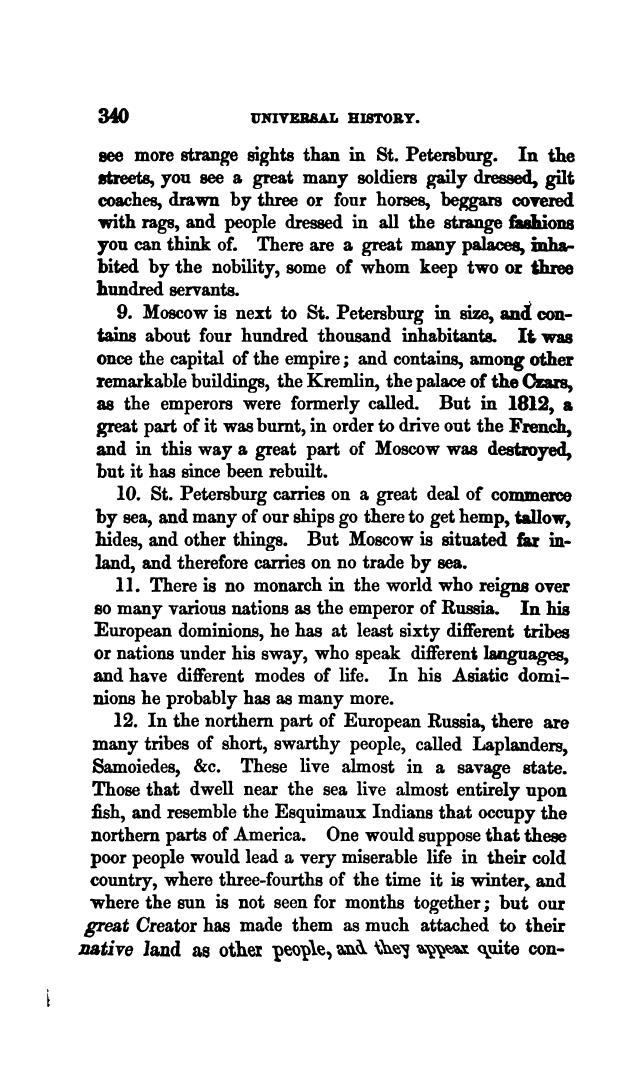 340 UNIVERSAL HISTORY.
see more strange sights than in St. Petersburg. In the
streets, you see a great many soldiers gaily dressed, gilt
coaches, drawn by three or four horses, beggars covered
with rags, and people dressed in all the strange fashions
you can think of. There are a great many palaces, inha-
bited by the nobility, some of whom keep two or three
hundred servants.
9. Moscow is next to St. Petersburg in size, and con-
tains about four hundred thousand inhabitants. It was
once the capital of the empire; and contains, among other
remarkable buildings, the Kremlin, the palace of the Czars,
as the emperors were formerly called. But in 1812, a
great part of it was burnt, in order to drive out the French,
and in this way a great part of Moscow was destroyed,
but it has since been rebuilt.
10. St. Petersburg carries on a great deal of commerce
by sea, and many of our ships go there to get hemp, tallow,
hides, and other things. But Moscow is situated far in-
land, and therefore carries on no trade by sea.
11. There is no monarch in the world who reigns over
so many various nations as the emperor of Russia. In his
European dominions, he has at least sixty different tribes
or nations under his sway, who speak different languages,
and have different modes of life. In his Asiatic domi-
nions he probably has as many more.
12. In the northern part of European Russia, there are
many tribes of short, swarthy people, called Laplanders,
Samoiedes, &c. These live almost in a savage state.
Those that dwell near the sea live almost entirely upon
fish, and resemble the Esquimaux Indians that occupy the
northern parts of America. One would suppose that these
poor people would lead a very miserable life in their cold
country, where three-fourths of the time it is winter, and
where the sun is not seen for months together; but our
great Creator has made them as much attached to their
native land as other people, and they appear quite con-